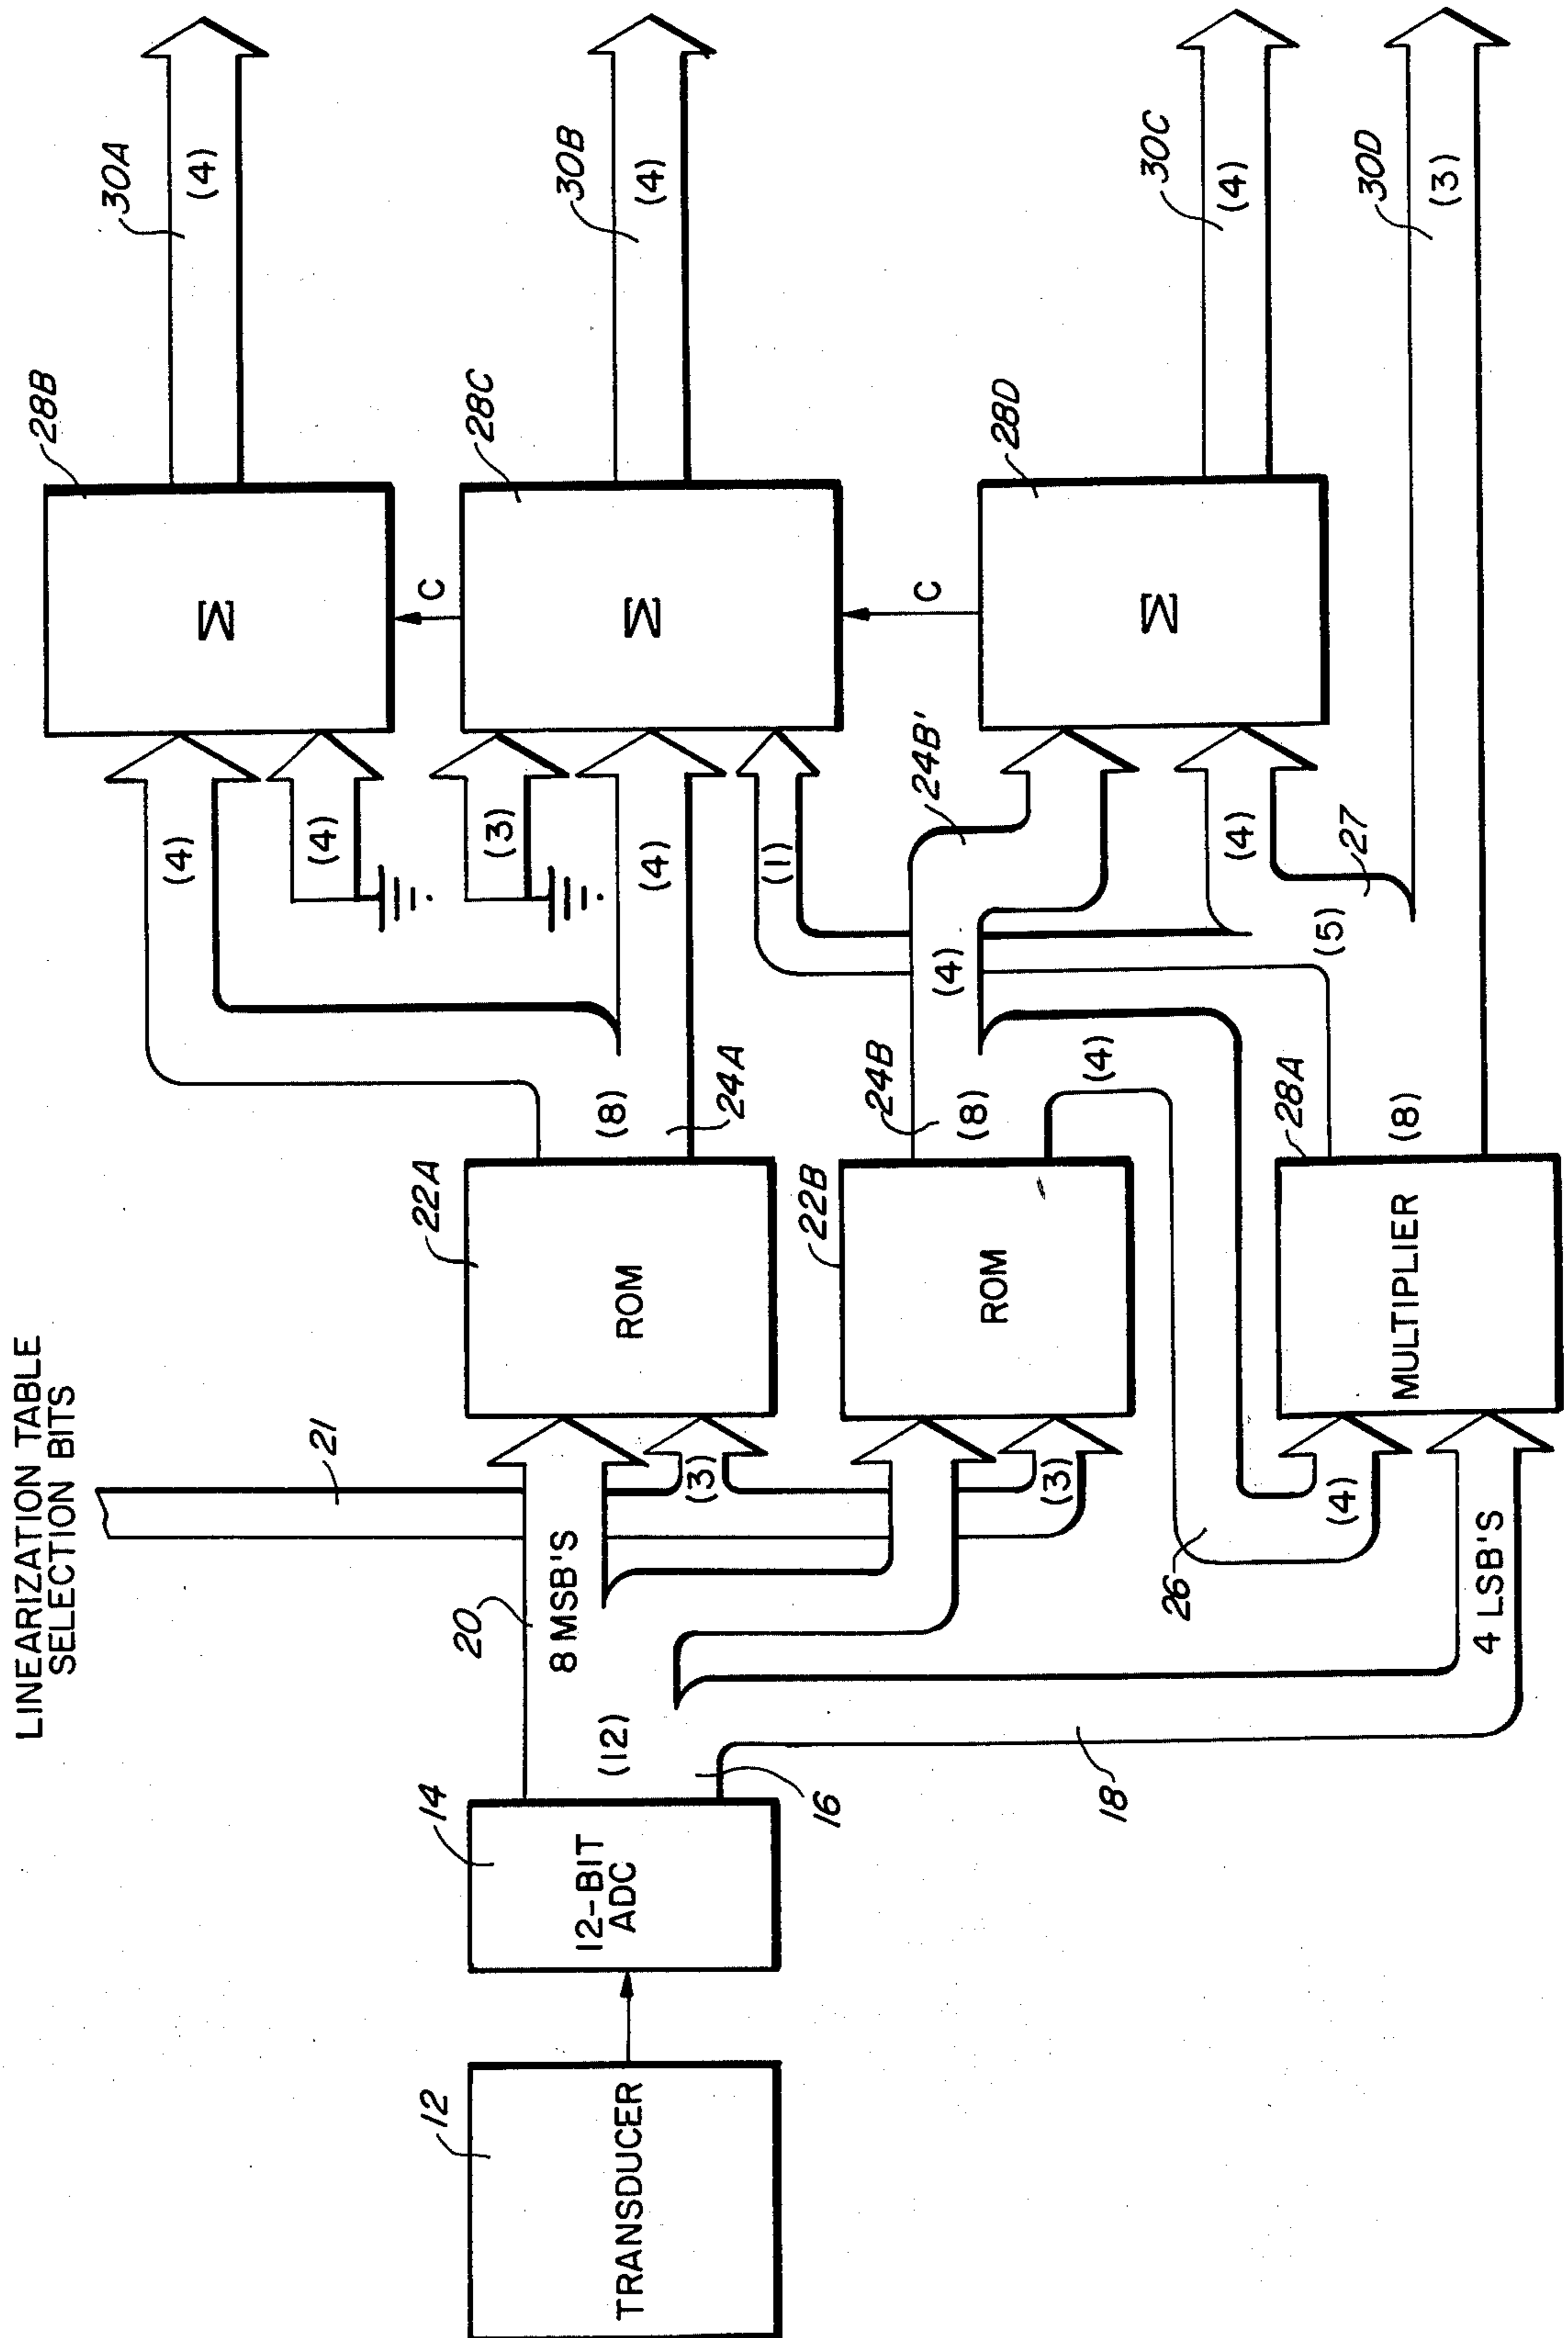 LINEARIZATION TABLE
SELECTION BITS
28B
30A
(4)
(4)
Σ
21
(4)
12
14
22A
C
20
28C
(3)
8 MSB'S
30B
(12)
12-BIT
ADC
(8)
TRANSDUCER
ROM
Σ
(4)
(4)
(3)
24A
(1)
16
22B
24B
24B'
C
(4)
(8)
ROM
28D
(3)
(4)
18
26
Σ
30C
(4)
(4)
28A
(4)
(5)
27
30D
MULTIPLIER
(8)
(3)
4 LSB'S